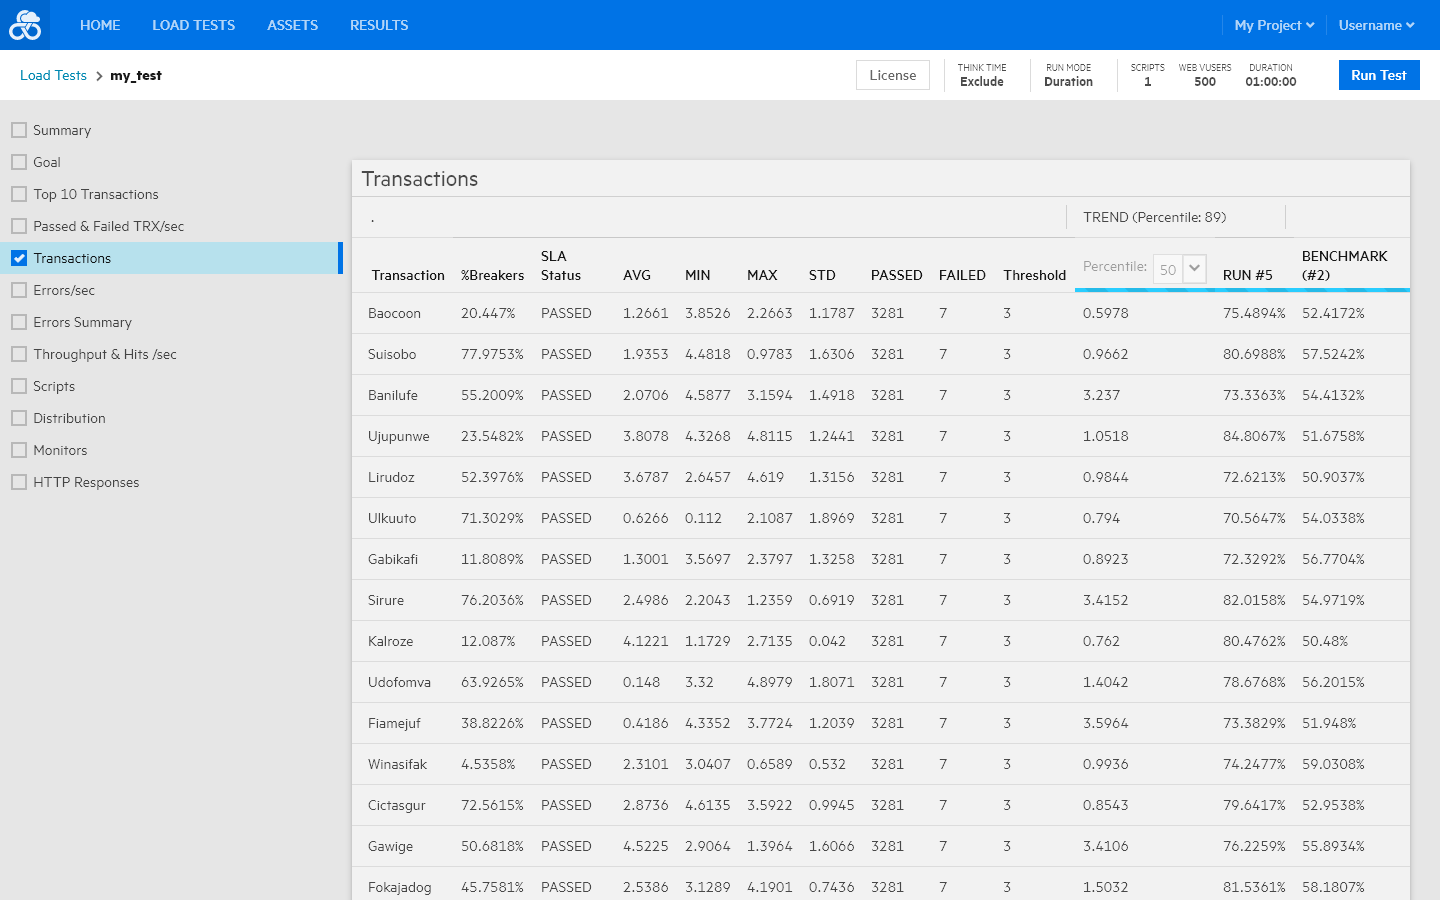 HOME LOAD TESTS ASSETS RESULTS My Project Username
Load Tests > my_test License THINK TIME Exclude RUN MODE Duration SCRIPTS 1 WEB VUSERS 500 DURATION 01:00:00 Run Test
Summary
Goal
Top 10 Transactions
Passed & Failed TRX/sec
Transactions
Errors/sec
Errors Summary
Throughput & Hits /sec
Scripts
Distribution
Monitors
HTTP Responses
Transactions
. TREND (Percentile: 89)
Transaction %Breakers SLA Status AVG MIN MAX STD PASSED FAILED Threshold Percentile: 50 RUN #5 BENCHMARK (#2)
Baocoon 20.447% PASSED 1.2661 3.8526 2.2663 1.1787 3281 7 3 0.5978 75.4894% 52.4172%
Suisobo 77.9753% PASSED 1.9353 4.4818 0.9783 1.6306 3281 7 3 0.9662 80.6988% 57.5242%
Banilufe 55.2009% PASSED 2.0706 4.5877 3.1594 1.4918 3281 7 3 3.237 73.3363% 54.4132%
Ujupunwe 23.5482% PASSED 3.8078 4.3268 4.8115 1.2441 3281 7 3 1.0518 84.8067% 51.6758%
Lirudoz 52.3976% PASSED 3.6787 2.6457 4.619 1.3156 3281 7 3 0.9844 72.6213% 50.9037%
Ulkuuto 71.3029% PASSED 0.6266 0.112 2.1087 1.8969 3281 7 3 0.794 70.5647% 54.0338%
Gabikafi 11.8089% PASSED 1.3001 3.5697 2.3797 1.3258 3281 7 3 0.8923 72.3292% 56.7704%
Sirure 76.2036% PASSED 2.4986 2.2043 1.2359 0.6919 3281 7 3 3.4152 82.0158% 54.9719%
Kalroze 12.087% PASSED 4.1221 1.1729 2.7135 0.042 3281 7 3 0.762 80.4762% 50.48%
Udofomva 63.9265% PASSED 0.148 3.32 4.8979 1.8071 3281 7 3 1.4042 78.6768% 56.2015%
Fiamejuf 38.8226% PASSED 0.4186 4.3352 3.7724 1.2039 3281 7 3 3.5964 73.3829% 51.948%
Winasifak 4.5358% PASSED 2.3101 3.0407 0.6589 0.532 3281 7 3 0.9936 74.2477% 59.0308%
Cictasgur 72.5615% PASSED 2.8736 4.6135 3.5922 0.9945 3281 7 3 0.8543 79.6417% 52.9538%
Gawige 50.6818% PASSED 4.5225 2.9064 1.3964 1.6066 3281 7 3 3.4106 76.2259% 55.8934%
Fokajadog 45.7581% PASSED 2.5386 3.1289 4.1901 0.7436 3281 7 3 1.5032 81.5361% 58.1807%